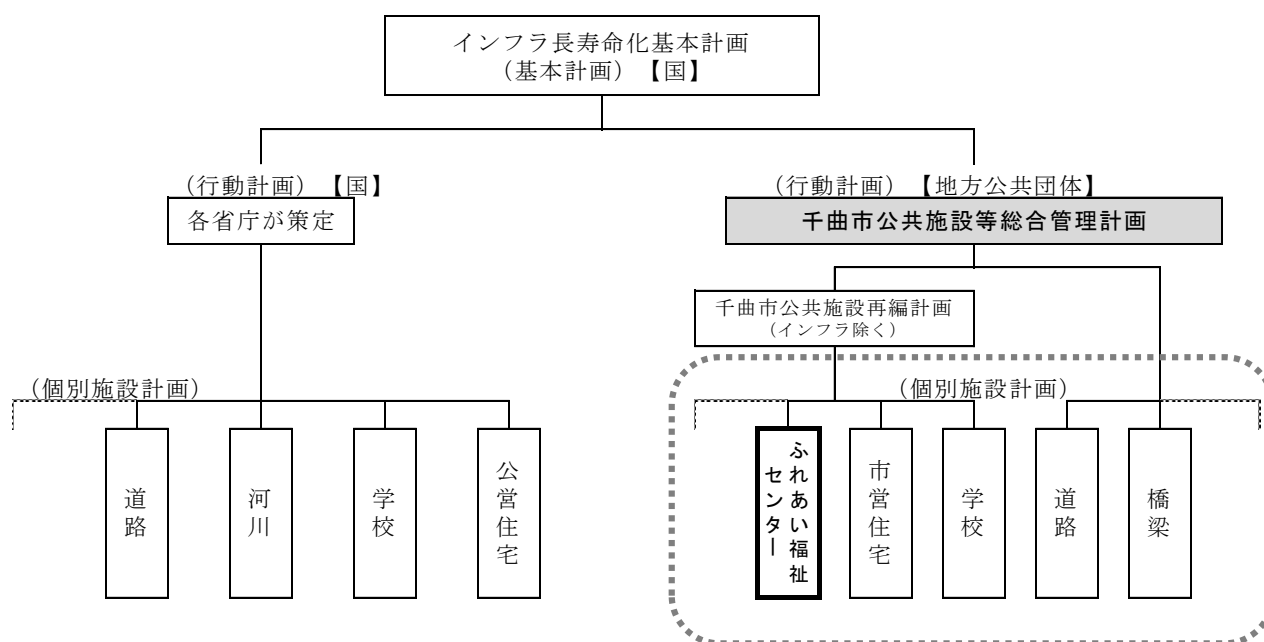 インフラ長寿命化基本計画
(基本計画)【国】
(行動計画)【国】
各省庁が策定
(行動計画)【地方公共団体】
千曲市公共施設等総合管理計画
千曲市公共施設再編計画
(インフラ除く)
(個別施設計画)
道路
河川
学校
公営住宅
(個別施設計画)
ふれあい福祉
センター
市営住宅
学校
道路
橋梁